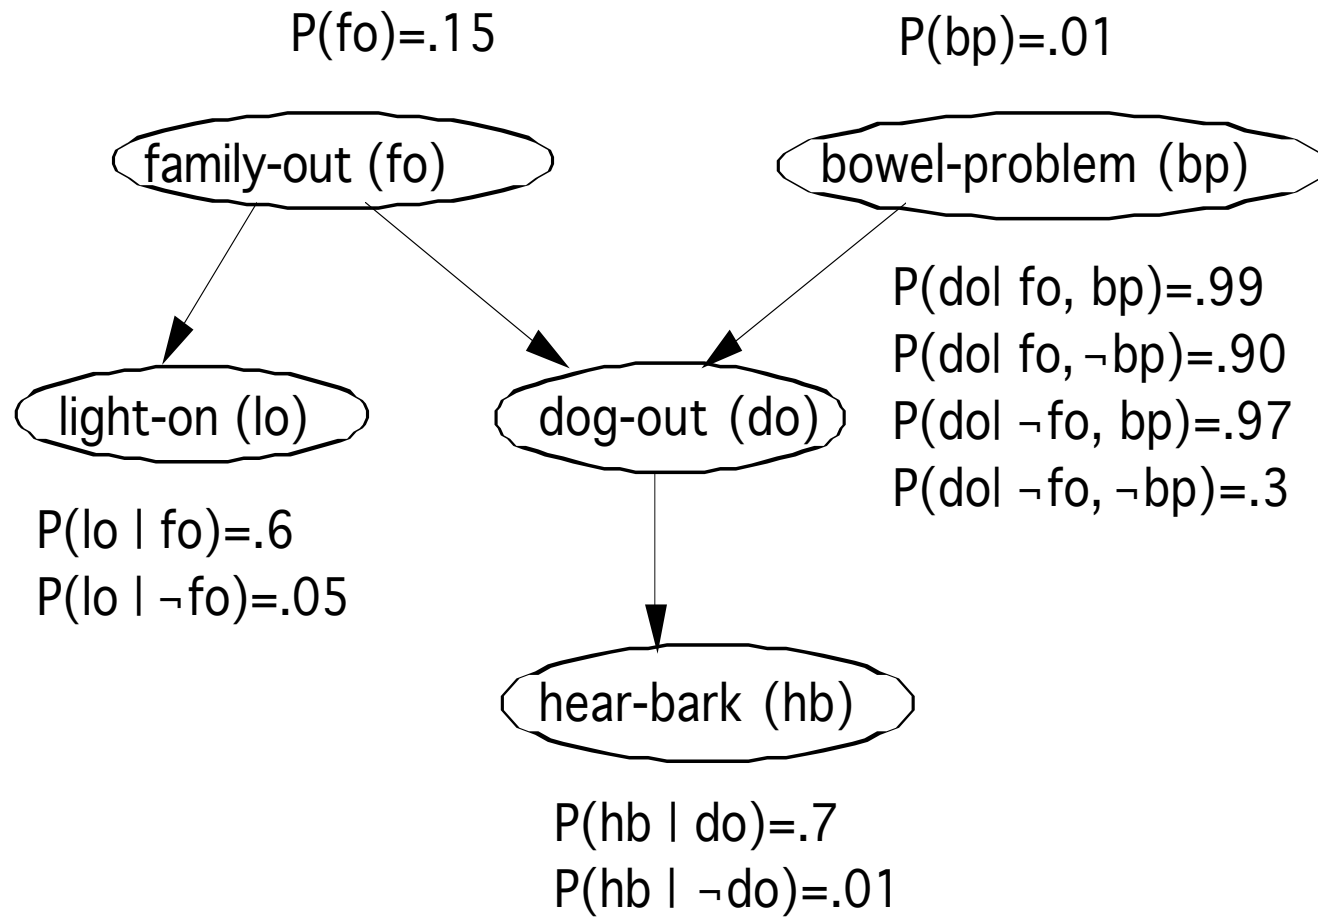 P(fo)=.15
P(bp)=.01
family-out (fo)
bowel-problem (bp)
P(do| fo, bp)=.99
P(do| fo, ¬bp)=.90
P(do| ¬fo, bp)=.97
P(do| ¬fo, ¬bp)=.3
light-on (lo)
dog-out (do)
P(lo | fo)=.6
P(lo | ¬fo)=.05
hear-bark (hb)
P(hb | do)=.7
P(hb | ¬do)=.01